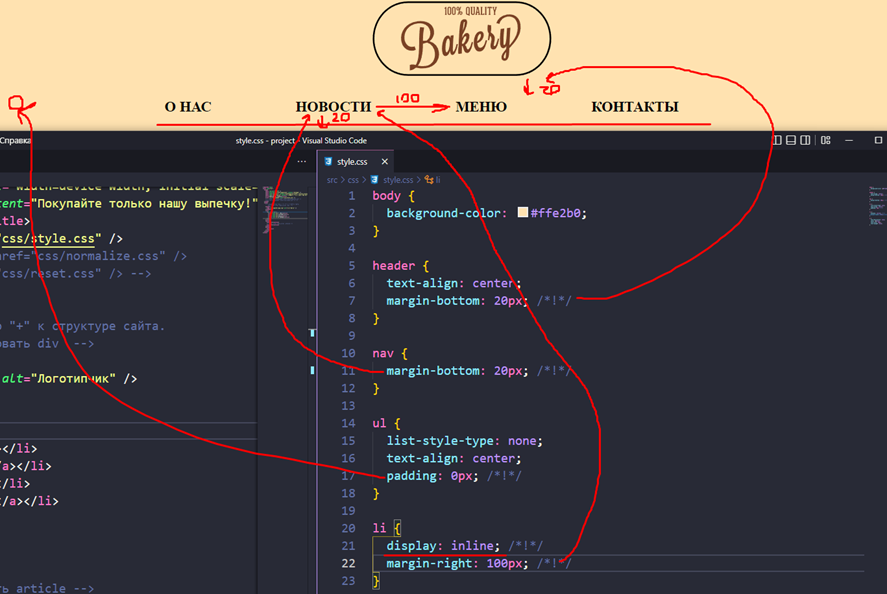 100% QUALITY
Bakery
20
О НАС НОВОСТИ 100 МЕНЮ КОНТАКТЫ
20
Справка
style.css - project - Visual Studio Code
style.css
src > css > style.css > li
width=device width, initial scale=
tent="Покупайте только нашу выпечку!"
itle>
"css/style.css" />
href="css/normalize.css" />
"css/reset.css" /> -->
о "+" к структуре сайта.
овать div -->
alt="Логотипчик" />
></li>
/a></li>
</li>
</a></li>
ть article -->
1 body {
2 background-color: #ffe2b0;
3 }
4
5 header {
6 text-align: center;
7 margin-bottom: 20px; /*!*/
8 }
9
10 nav {
11 margin-bottom: 20px; /*!*/
12 }
13
14 ul {
15 list-style-type: none;
16 text-align: center;
17 padding: 0px; /*!*/
18 }
19
20 li {
21 display: inline; /*!*/
22 margin-right: 100px; /*!*/
23 }